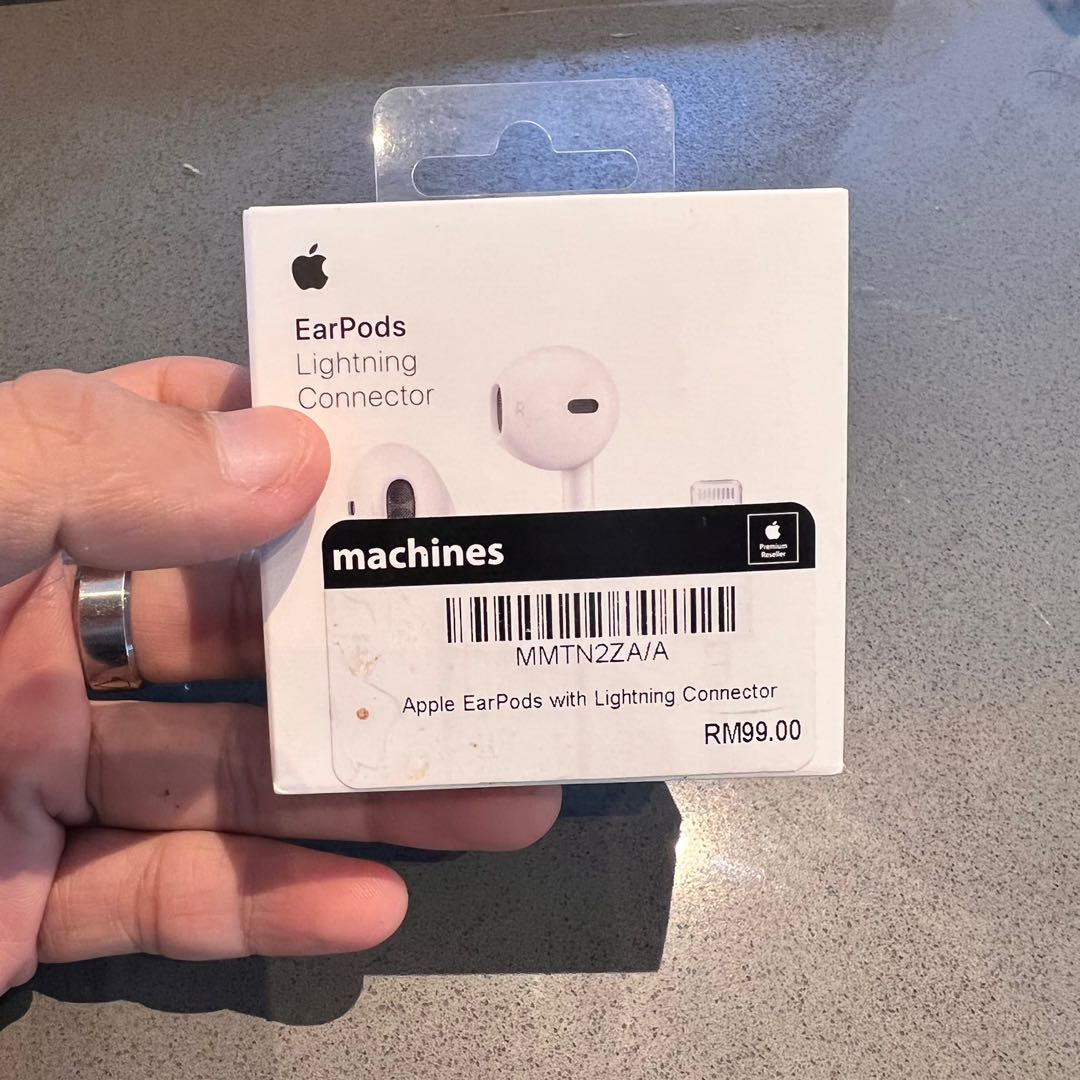 EarPods
Lightning
Connector
R
machines
Premium
Reseller
MMTN2ZA/A
Apple EarPods with Lightning Connector
RM99.00